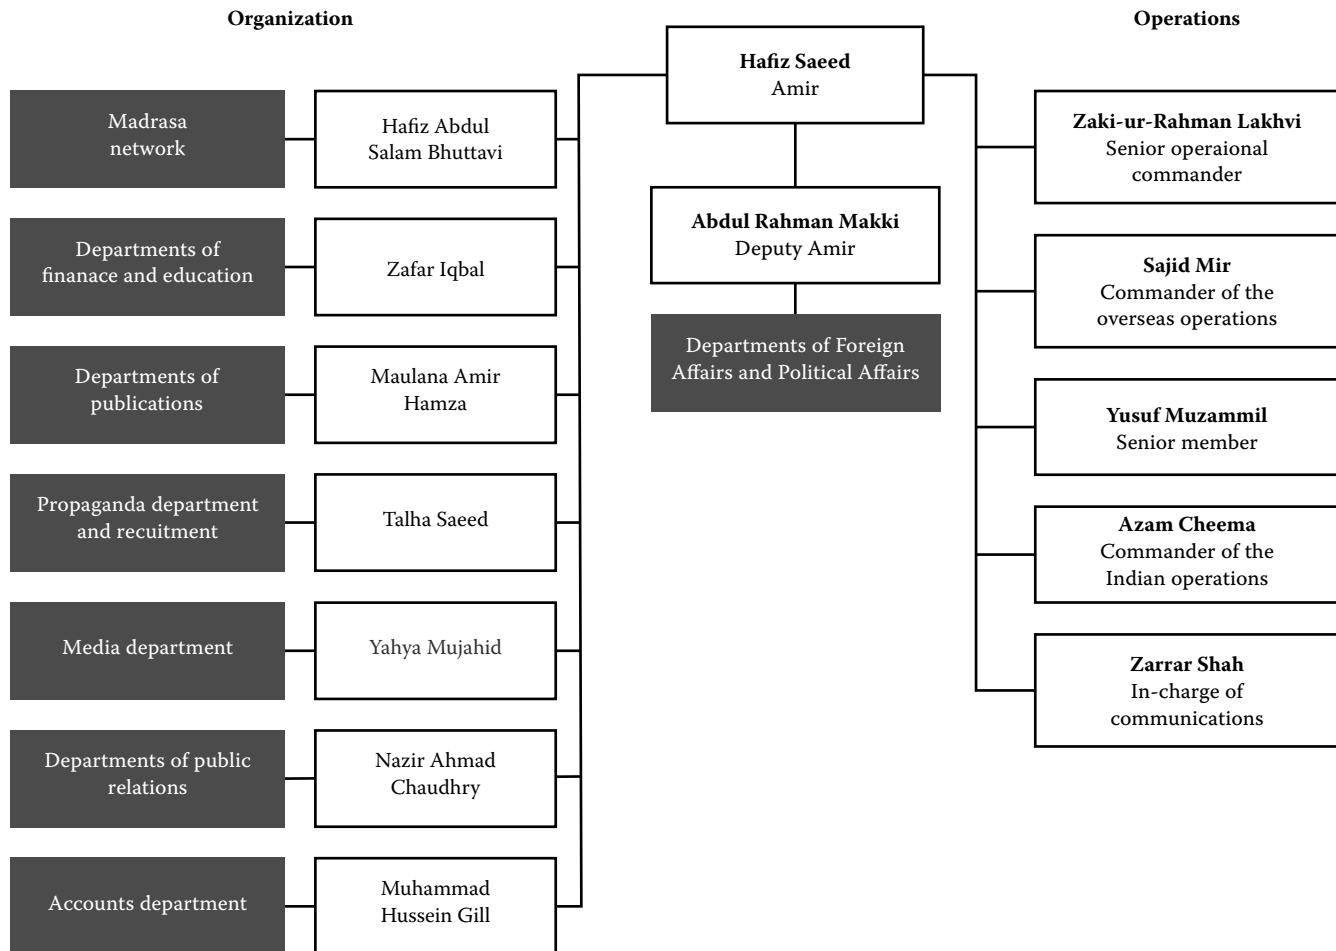 Organization
Madrasa
network
Hafiz Abdul
Salam Bhuttavi
Departments of
finanace and education
Zafar Iqbal
Departments of
publications
Maulana Amir
Hamza
Propaganda department
and recuitment
Talha Saeed
Media department
Yahya Mujahid
Departments of public
relations
Nazir Ahmad
Chaudhry
Accounts department
Muhammad
Hussein Gill
Hafiz Saeed
Amir
Abdul Rahman Makki
Deputy Amir
Departments of Foreign
Affairs and Political Affairs
Operations
Zaki-ur-Rahman Lakhvi
Senior operaional
commander
Sajid Mir
Commander of the
overseas operations
Yusuf Muzammil
Senior member
Azam Cheema
Commander of the
Indian operations
Zarrar Shah
In-charge of
communications